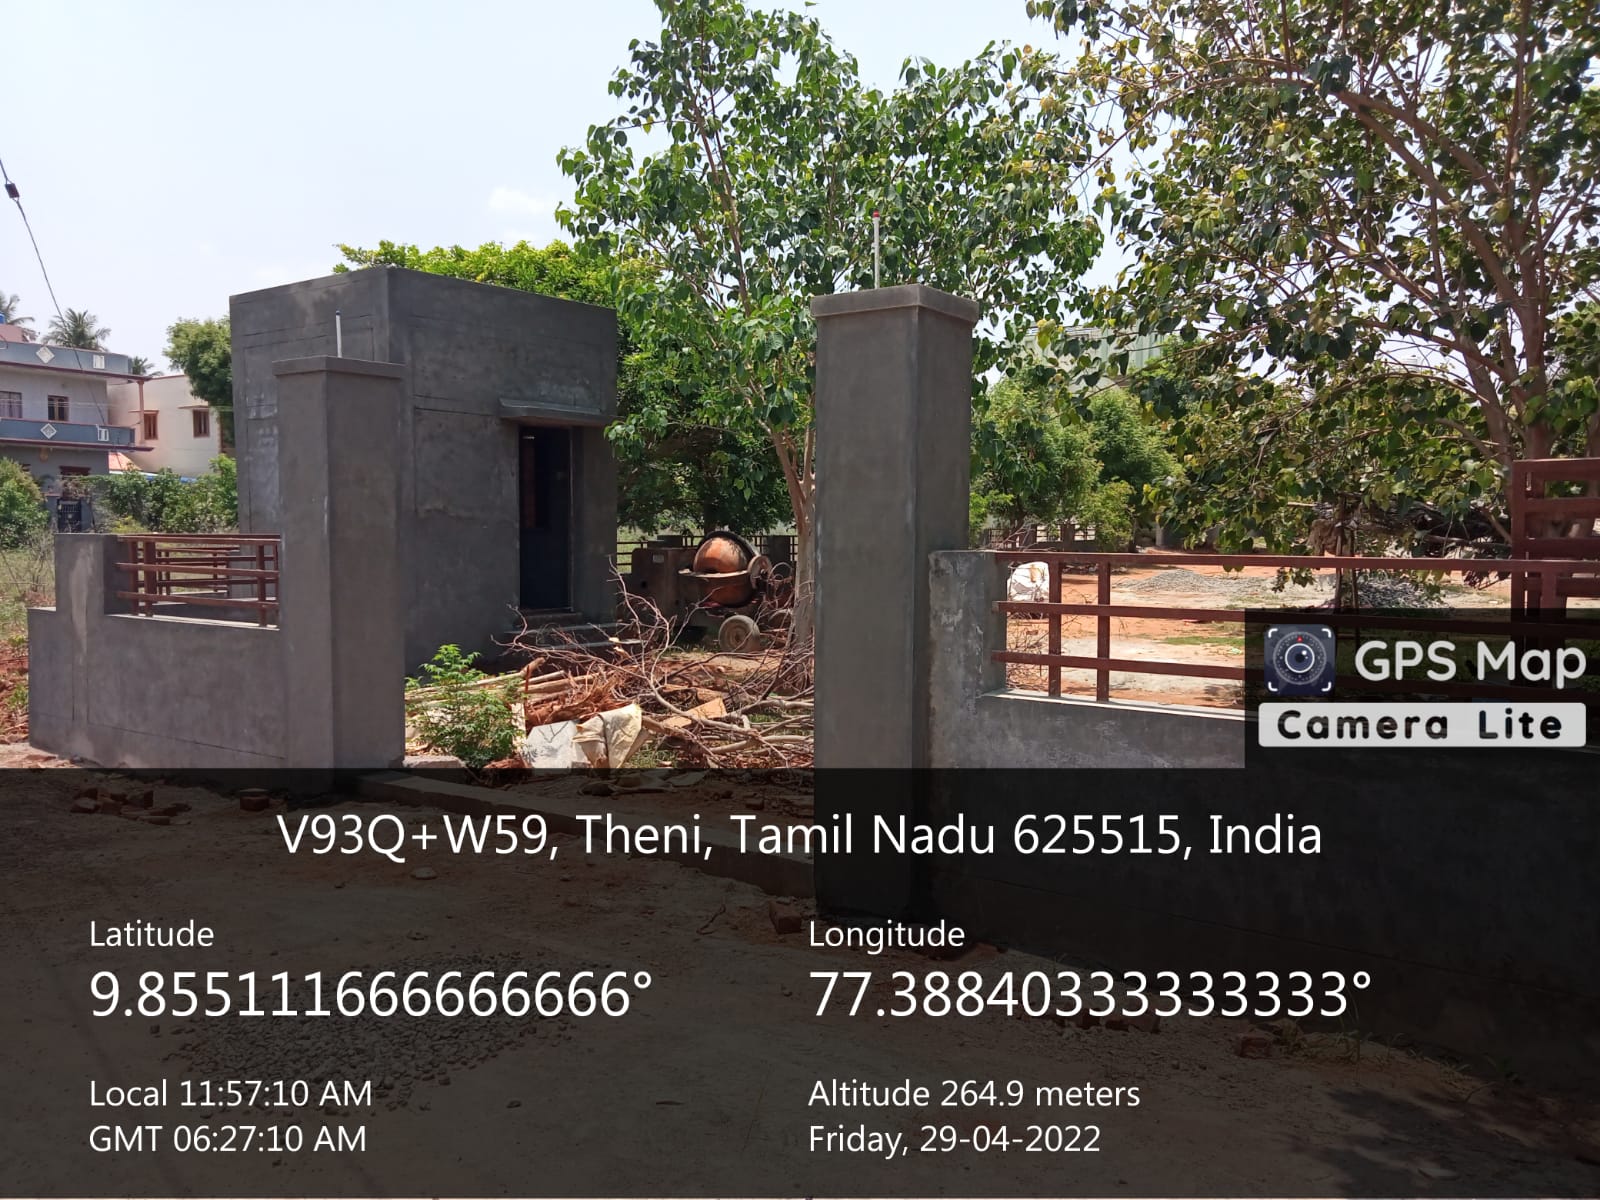 GPS Map
Camera Lite
V93Q+W59, Theni, Tamil Nadu 625515, India
Latitude
9.855111666666666°
Longitude
77.38840333333333°
Local 11:57:10 AM
GMT 06:27:10 AM
Altitude 264.9 meters
Friday, 29-04-2022